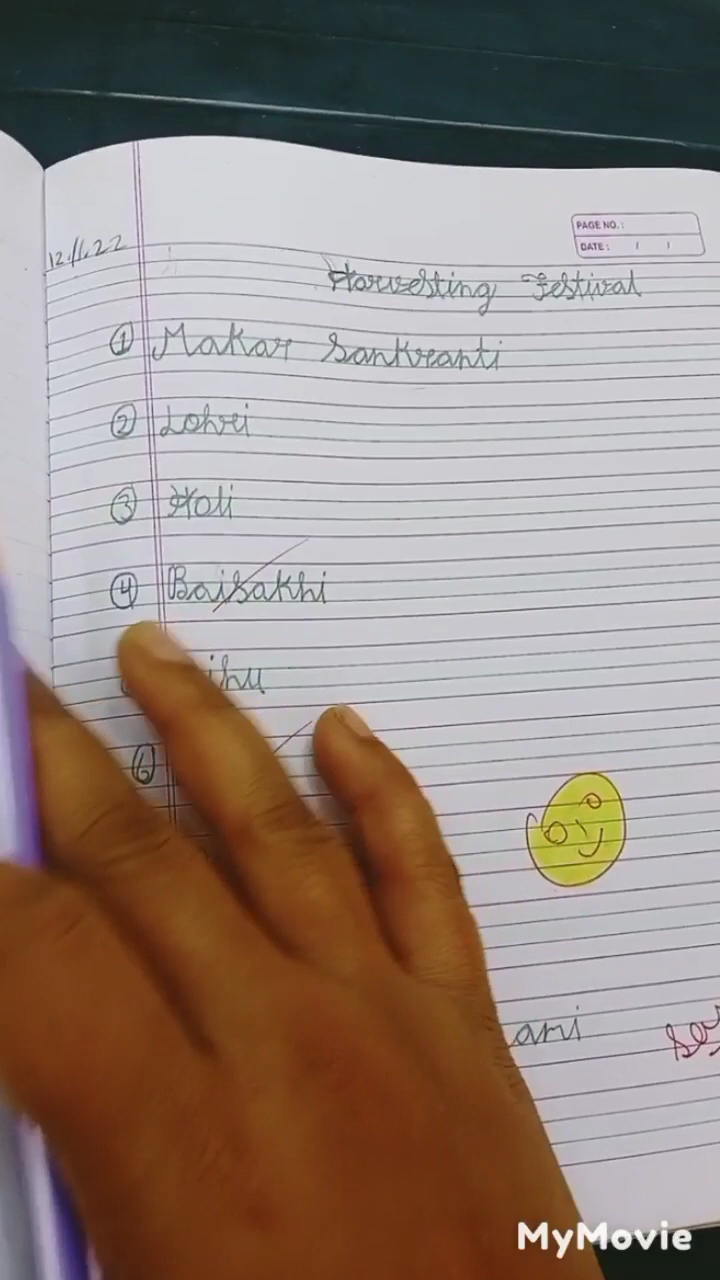 PAGE NO. :
DATE : / /
12.1.22
Harvesting Festival
① Makar Sankranti
② Lohri
③ Holi
④ Baisakhi
ihu
⑥
ani
MyMovie